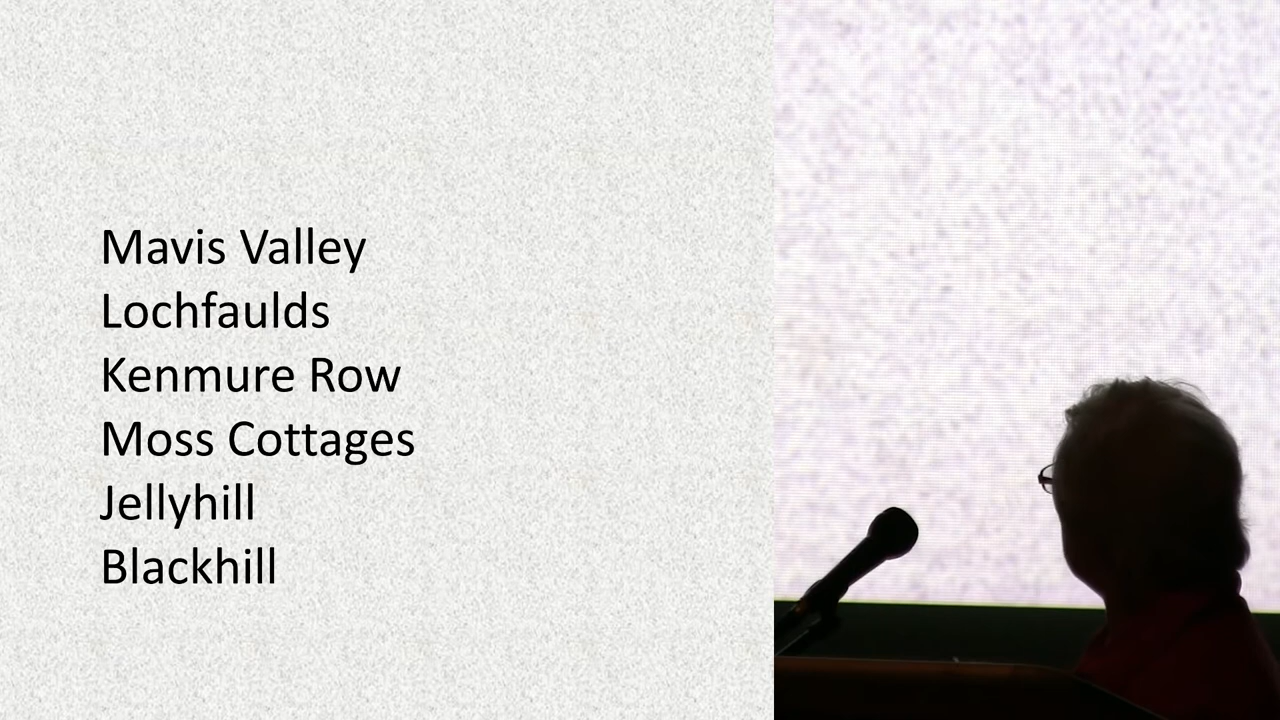 Mavis Valley
Lochfaulds
Kenmure Row
Moss Cottages
Jellyhill
Blackhill